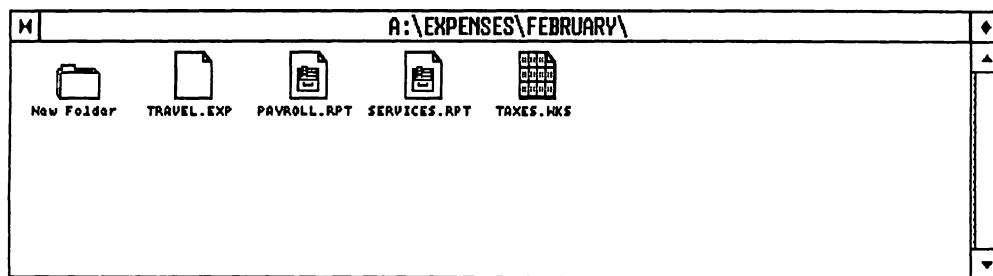 A:\EXPENSES\FEBRUARY\
New Folder TRAVEL.EXP PAYROLL.RPT SERVICES.RPT TAXES.WKS